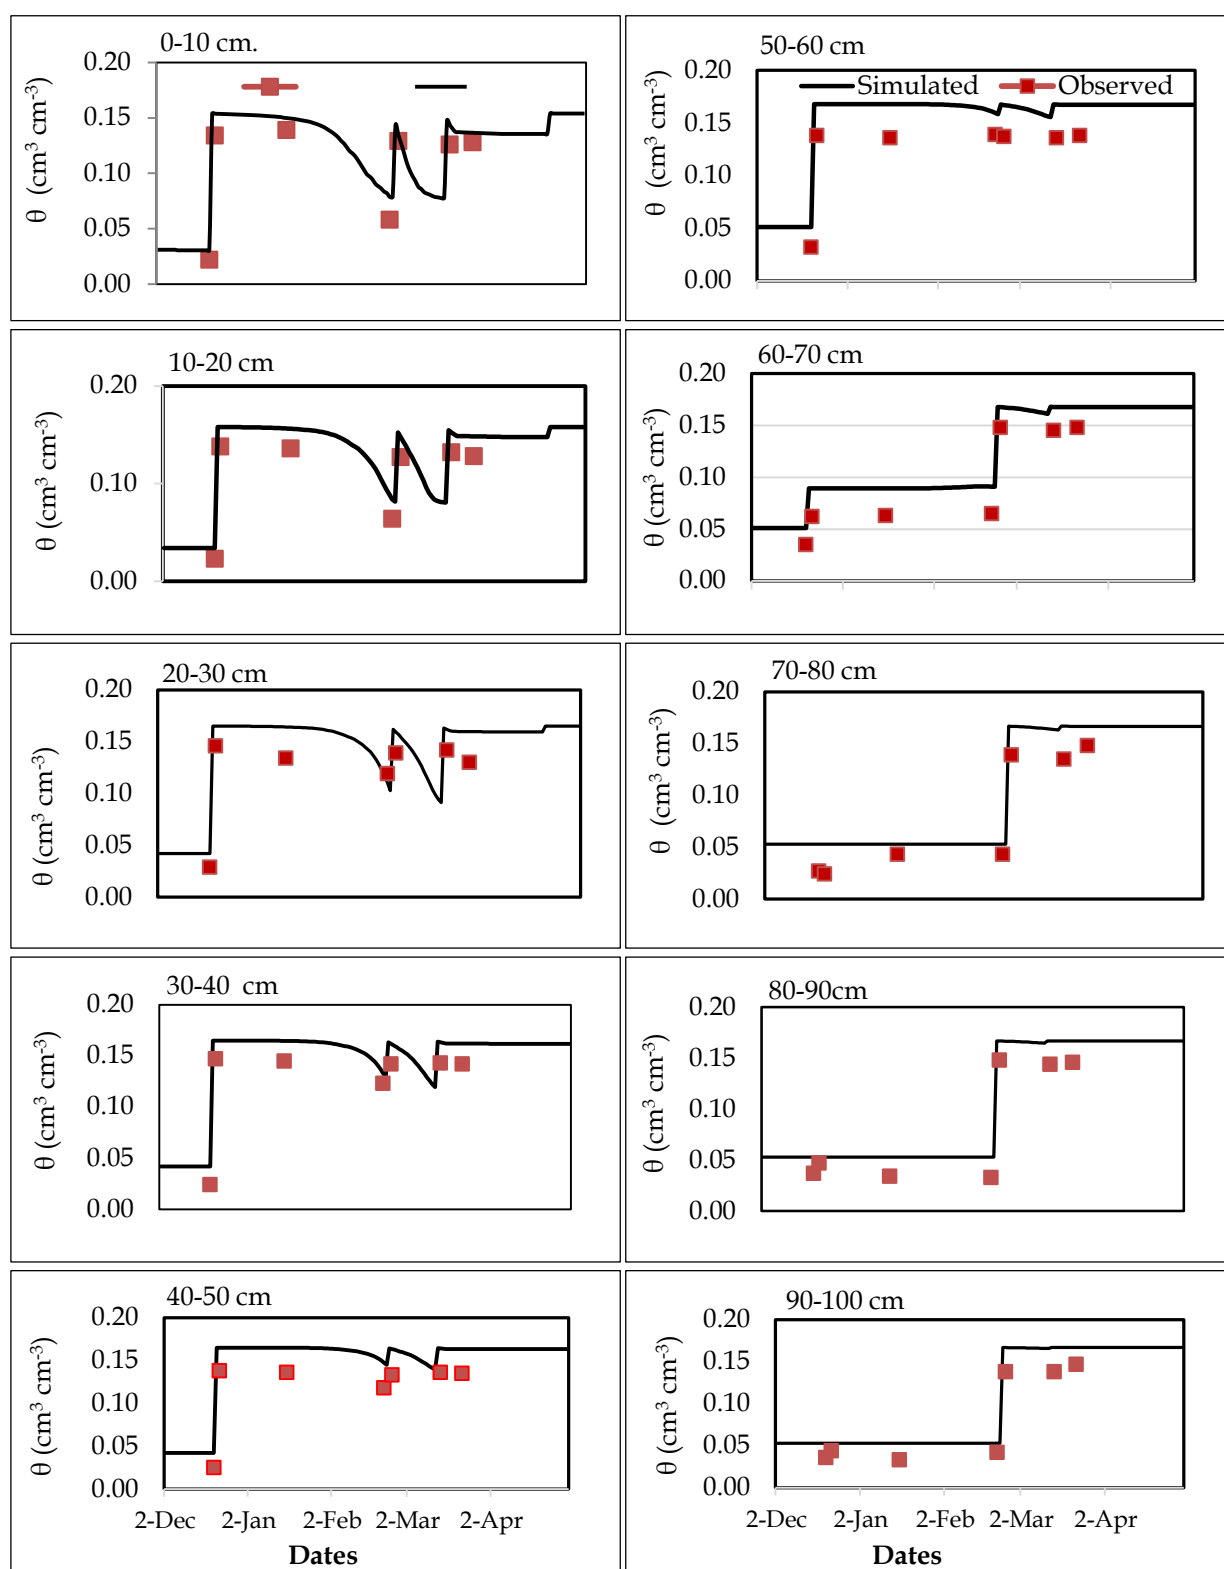 0-10 cm.
0.20
0.15
0.10
0.05
0.00
θ (cm³ cm-³)
50-60 cm
Simulated Observed
0.20
0.15
0.10
0.05
0.00
θ (cm³ cm-³)
10-20 cm
0.20
0.10
0.00
θ (cm³ cm-³)
60-70 cm
0.20
0.15
0.10
0.05
0.00
θ (cm³ cm-³)
20-30 cm
0.20
0.15
0.10
0.05
0.00
θ (cm³ cm-³)
70-80 cm
0.20
0.15
0.10
0.05
0.00
θ (cm³ cm-³)
30-40 cm
0.20
0.15
0.10
0.05
0.00
θ (cm³ cm-³)
80-90cm
0.20
0.15
0.10
0.05
0.00
θ (cm³ cm-³)
40-50 cm
0.20
0.15
0.10
0.05
0.00
θ (cm³ cm-³)
2-Dec 2-Jan 2-Feb 2-Mar 2-Apr
Dates
90-100 cm
0.20
0.15
0.10
0.05
0.00
θ (cm³ cm-³)
2-Dec 2-Jan 2-Feb 2-Mar 2-Apr
Dates